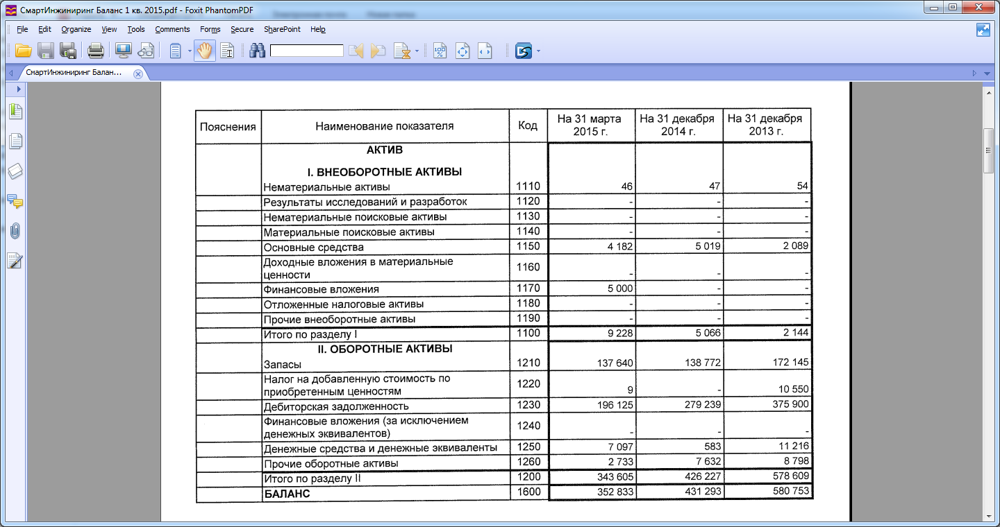 СмартИнжиниринг Баланс 1 кв. 2015.pdf - Foxit PhantomPDF
File Edit Organize View Tools Comments Forms Secure SharePoint Help
СмартИнжиниринг Балан...
Пояснения Наименование показателя Код На 31 марта 2015 г. На 31 декабря 2014 г. На 31 декабря 2013 г.
АКТИВ
I. ВНЕОБОРОТНЫЕ АКТИВЫ
Нематериальные активы 1110 46 47 54
Результаты исследований и разработок 1120 - - -
Нематериальные поисковые активы 1130 - - -
Материальные поисковые активы 1140 - - -
Основные средства 1150 4 182 5 019 2 089
Доходные вложения в материальные
ценности 1160 - - -
Финансовые вложения 1170 5 000 - -
Отложенные налоговые активы 1180 - - -
Прочие внеоборотные активы 1190 - - -
Итого по разделу I 1100 9 228 5 066 2 144
II. ОБОРОТНЫЕ АКТИВЫ
Запасы 1210 137 640 138 772 172 145
Налог на добавленную стоимость по
приобретенным ценностям 1220 9 - 10 550
Дебиторская задолженность 1230 196 125 279 239 375 900
Финансовые вложения (за исключением
денежных эквивалентов) 1240 - - -
Денежные средства и денежные эквиваленты 1250 7 097 583 11 216
Прочие оборотные активы 1260 2 733 7 632 8 798
Итого по разделу II 1200 343 605 426 227 578 609
БАЛАНС 1600 352 833 431 293 580 753